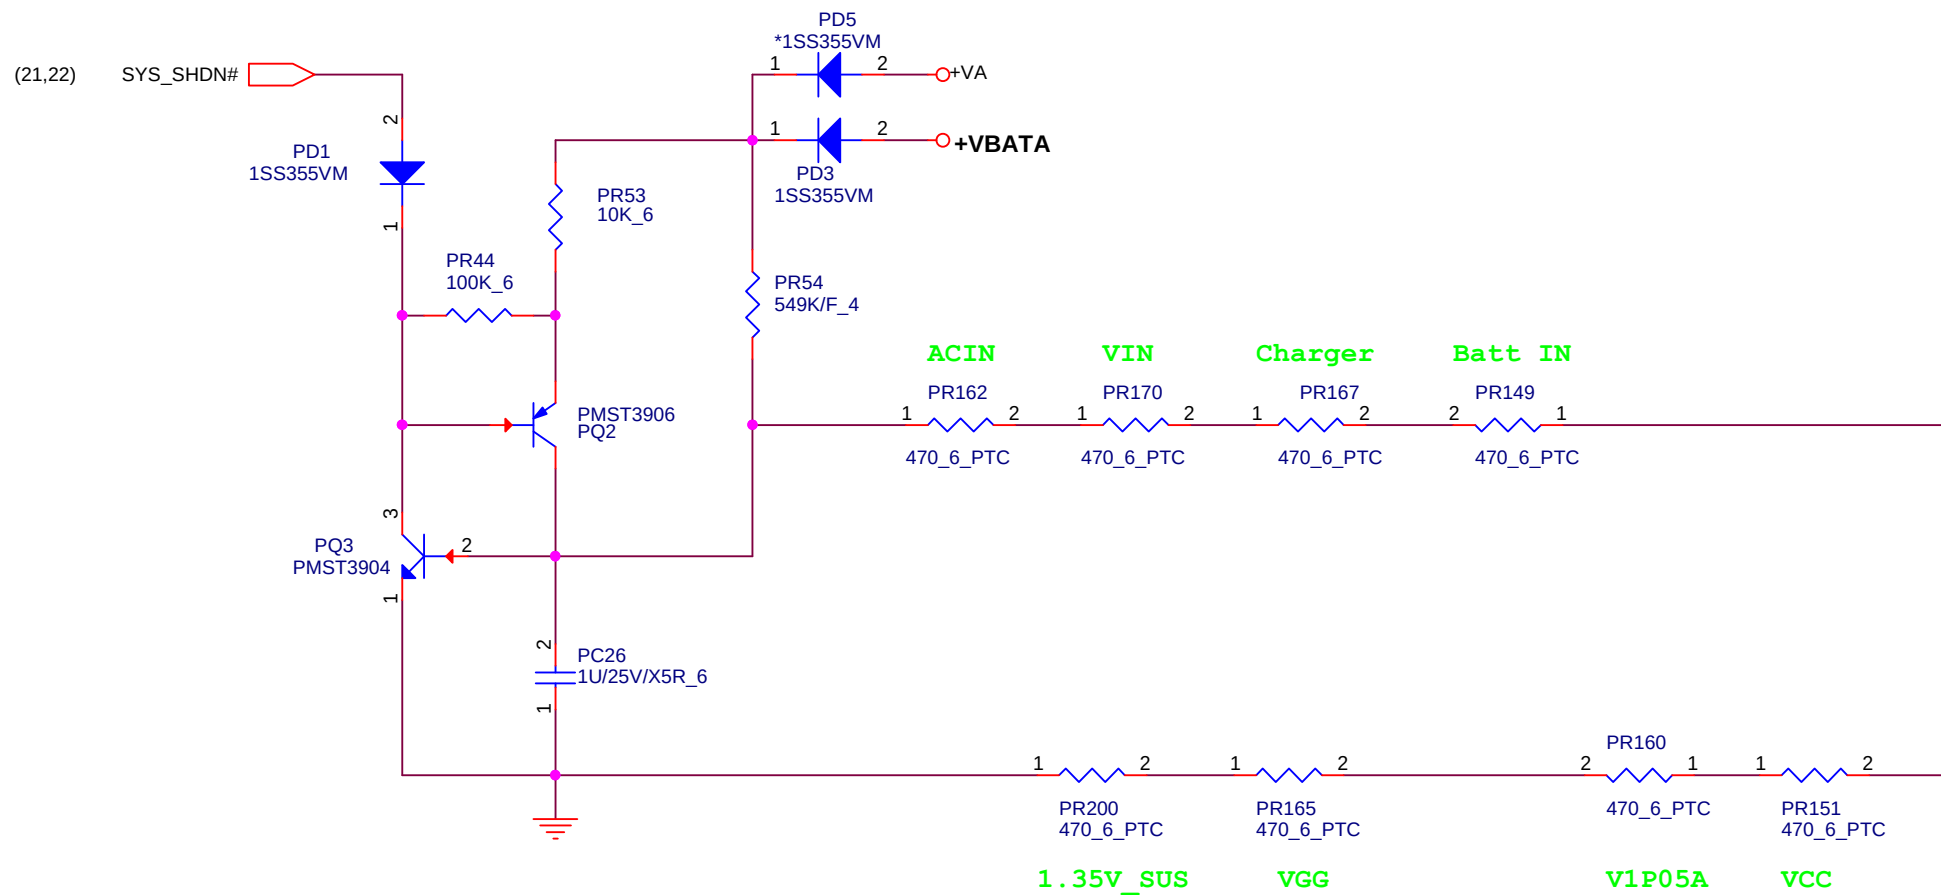 PD5
*1SS355VM
(21,22) SYS_SHDN#
1 2 +VA
2
1 2 +VBATA
PD1
1SS355VM
PD3
1SS355VM
PR53
10K_6
1
PR44
100K_6
PR54
549K/F_4
ACIN VIN Charger Batt IN
PR162 PR170 PR167 PR149
1 2 1 2 1 2 2 1
PMST3906
PQ2
470_6_PTC 470_6_PTC 470_6_PTC 470_6_PTC
3
PQ3
PMST3904
2
1
2
PC26
1U/25V/X5R_6
1
PR160
1 2 1 2 2 1 1 2
PR200 PR165 470_6_PTC PR151
470_6_PTC 470_6_PTC 470_6_PTC
1.35V_SUS VGG V1P05A VCC